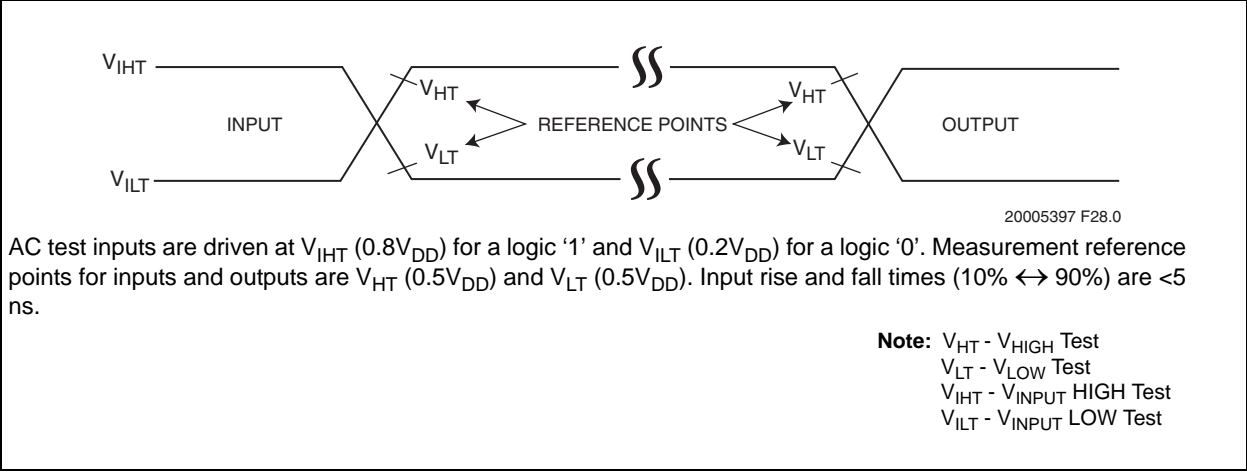 VIHT
VHT
VHT
INPUT
REFERENCE POINTS
OUTPUT
VLT
VLT
VILT
20005397 F28.0
AC test inputs are driven at VIHT (0.8VDD) for a logic ‘1’ and VILT (0.2VDD) for a logic ‘0’. Measurement reference
points for inputs and outputs are VHT (0.5VDD) and VLT (0.5VDD). Input rise and fall times (10% ↔ 90%) are <5
ns.
Note: VHT - VHIGH Test
VLT - VLOW Test
VIHT - VINPUT HIGH Test
VILT - VINPUT LOW Test